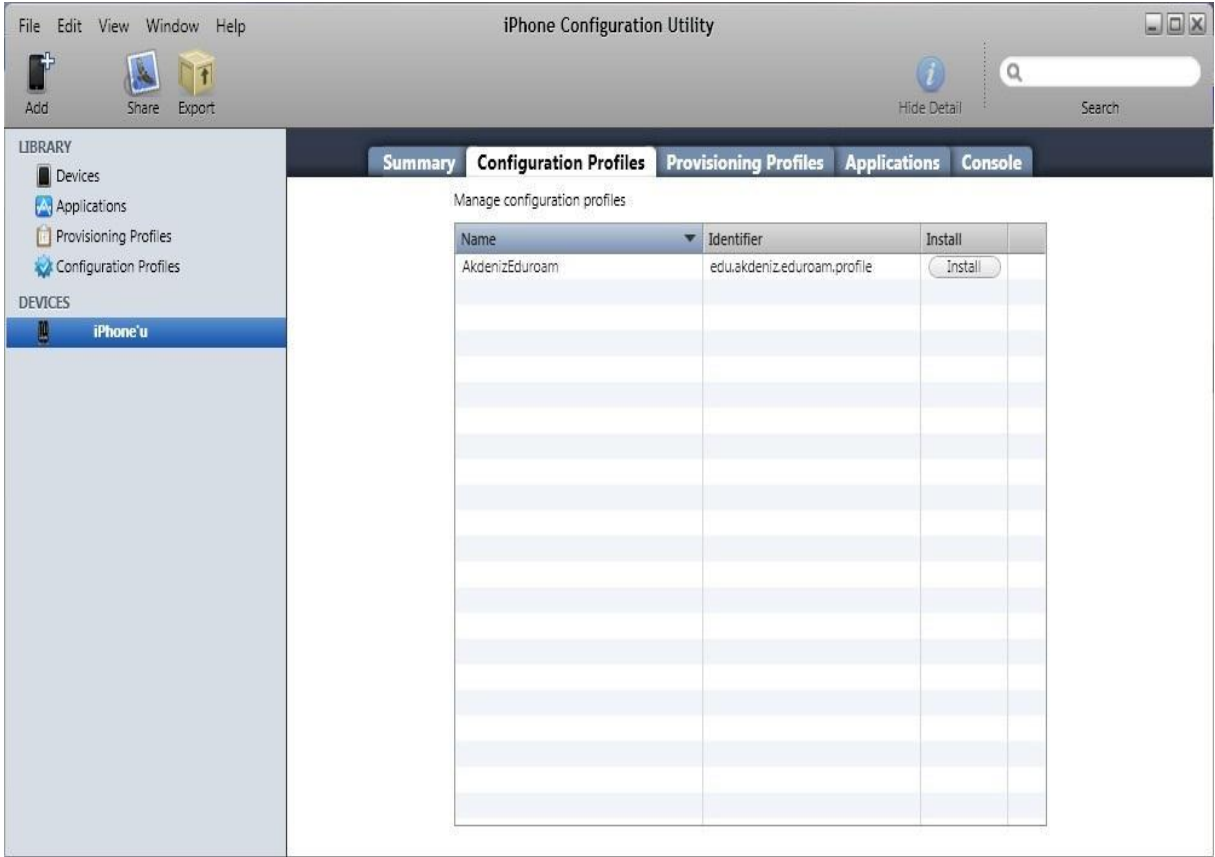 File Edit View Window Help
iPhone Configuration Utility
Add
Share
Export
Hide Detail
Search
LIBRARY
Devices
Applications
Provisioning Profiles
Configuration Profiles
DEVICES
iPhone'u
Summary Configuration Profiles Provisioning Profiles Applications Console
Manage configuration profiles
Name Identifier Install
AkdenizEduroam edu.akdeniz.eduroam.profile Install